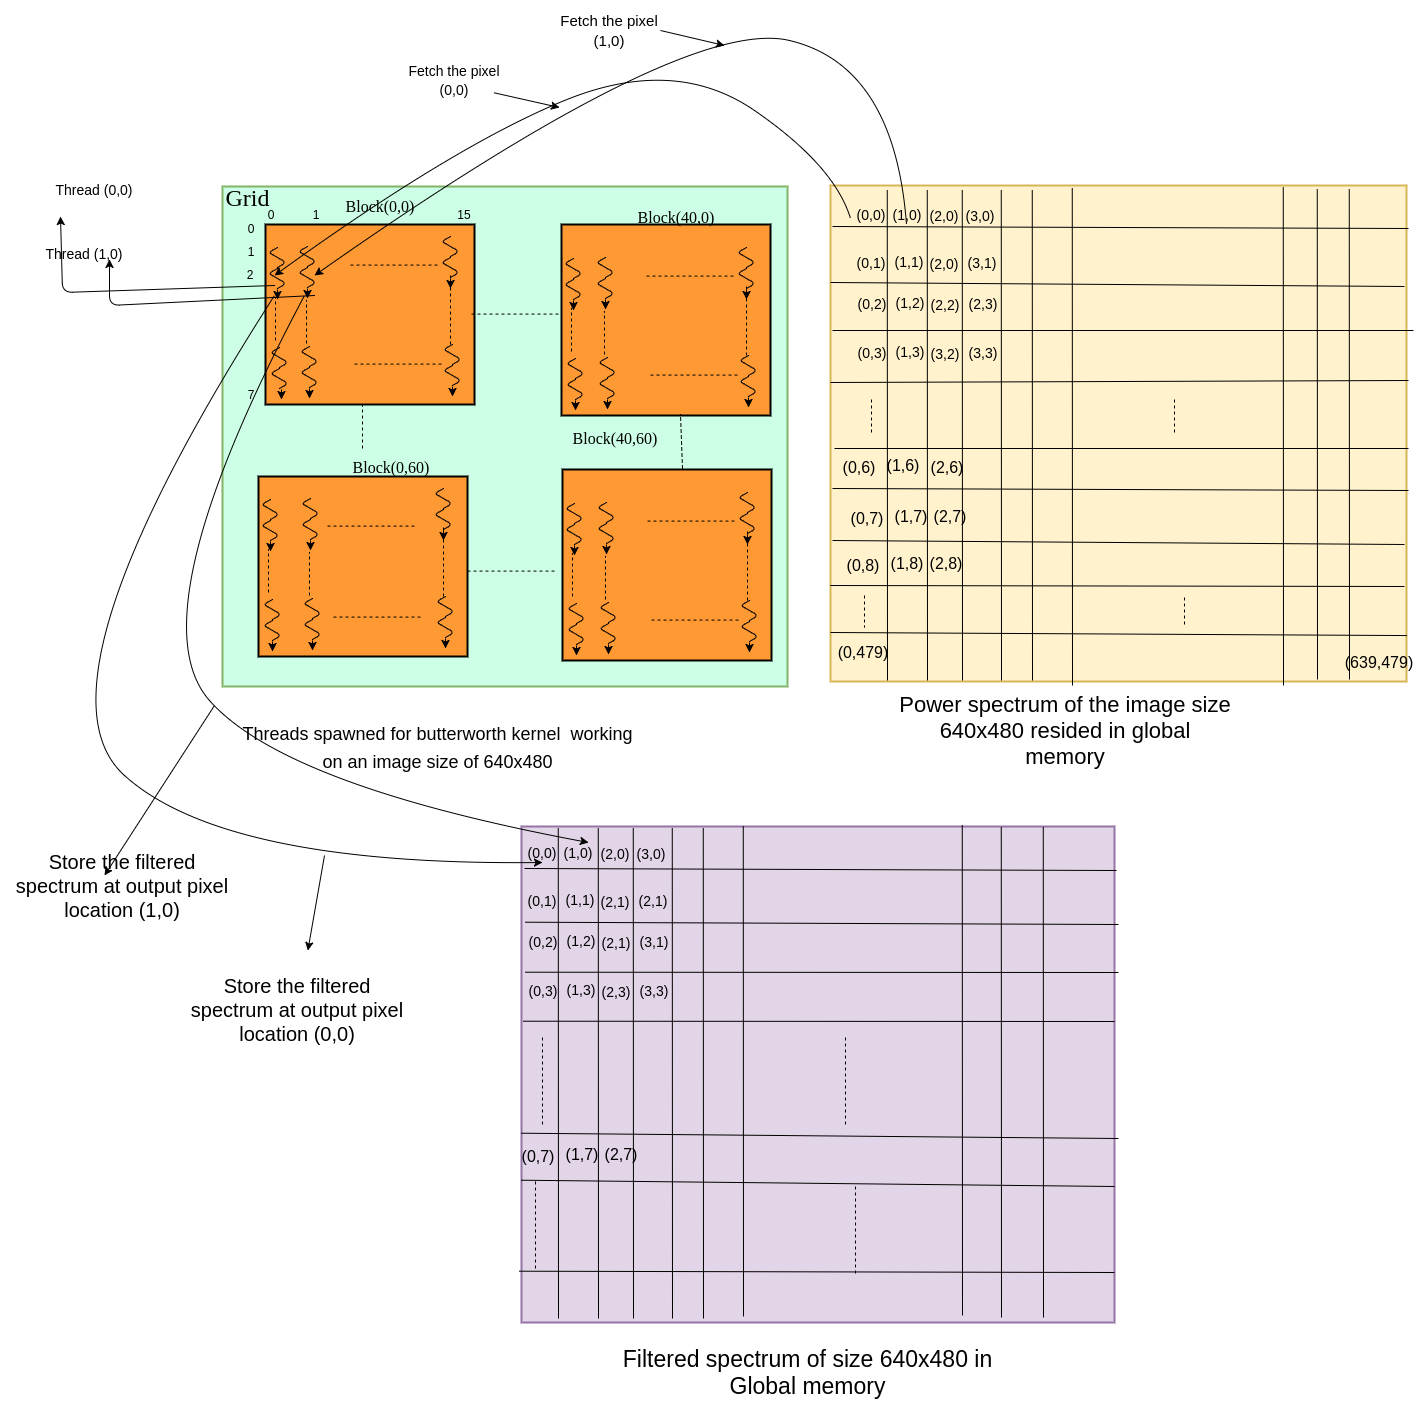 Fetch the pixel
(1,0)
Fetch the pixel
(0,0)
Thread (0,0)
Thread (1,0)
Grid
Block(0,0)
0 1 15
0
1
2
7
Block(40,0)
Block(40,60)
Block(0,60)
(0,0) (1,0) (2,0) (3,0)
(0,1) (1,1) (2,0) (3,1)
(0,2) (1,2) (2,2) (2,3)
(0,3) (1,3) (3,2) (3,3)
(0,6) (1,6) (2,6)
(0,7) (1,7) (2,7)
(0,8) (1,8) (2,8)
(0,479) (639,479)
Power spectrum of the image size
640x480 resided in global
memory
Threads spawned for butterworth kernel working
on an image size of 640x480
Store the filtered
spectrum at output pixel
location (1,0)
Store the filtered
spectrum at output pixel
location (0,0)
(0,0) (1,0) (2,0) (3,0)
(0,1) (1,1) (2,1) (2,1)
(0,2) (1,2) (2,1) (3,1)
(0,3) (1,3) (2,3) (3,3)
(0,7) (1,7) (2,7)
Filtered spectrum of size 640x480 in
Global memory